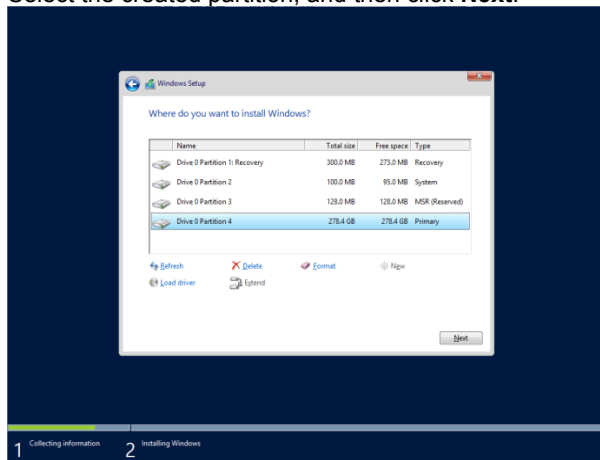 Select the created partition, and then click Next.
Windows Setup
Where do you want to install Windows?
Name Total size Free space Type
Drive 0 Partition 1: Recovery 300.0 MB 273.0 MB Recovery
Drive 0 Partition 2 100.0 MB 95.0 MB System
Drive 0 Partition 3 128.0 MB 128.0 MB MSR (Reserved)
Drive 0 Partition 4 278.4 GB 278.4 GB Primary
Refresh Delete Format New
Load driver Extend
Next
1 Collecting information 2 Installing Windows